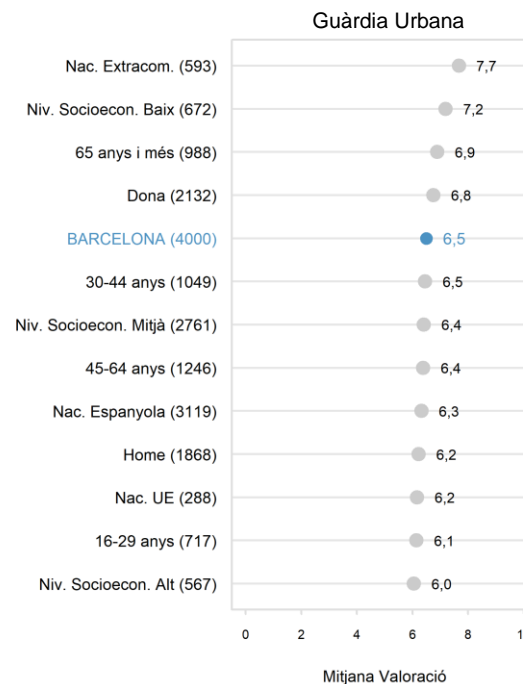 Guàrdia Urbana
Nac. Extracom. (593) 7,7
Niv. Socioecon. Baix (672) 7,2
65 anys i més (988) 6,9
Dona (2132) 6,8
BARCELONA (4000) 6,5
30-44 anys (1049) 6,5
Niv. Socioecon. Mitjà (2761) 6,4
45-64 anys (1246) 6,4
Nac. Espanyola (3119) 6,3
Home (1868) 6,2
Nac. UE (288) 6,2
16-29 anys (717) 6,1
Niv. Socioecon. Alt (567) 6,0
0 2 4 6 8
Mitjana Valoració